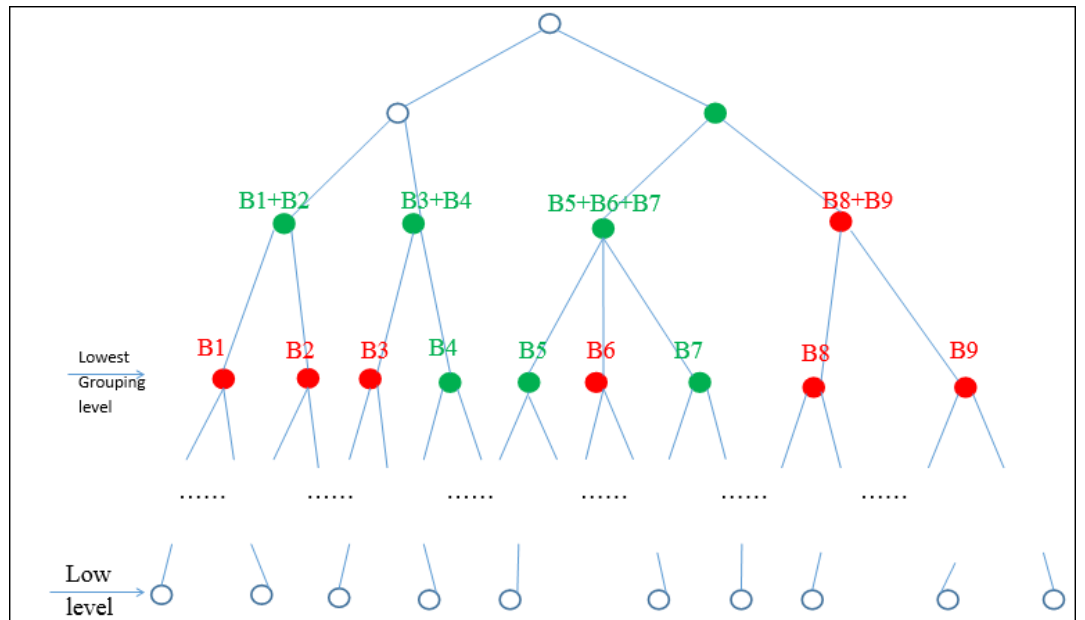 B1+B2
B3+B4
B5+B6+B7
B8+B9
Lowest
Grouping
level
B1
B2
B3
B4
B5
B6
B7
B8
B9
......
......
......
......
......
......
Low
level